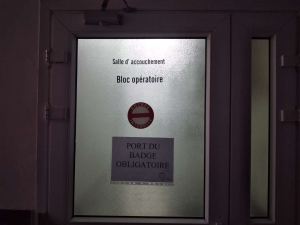 Salle d' accouchement
Bloc opératoire
PORT DU
BADGE
OBLIGATOIRE